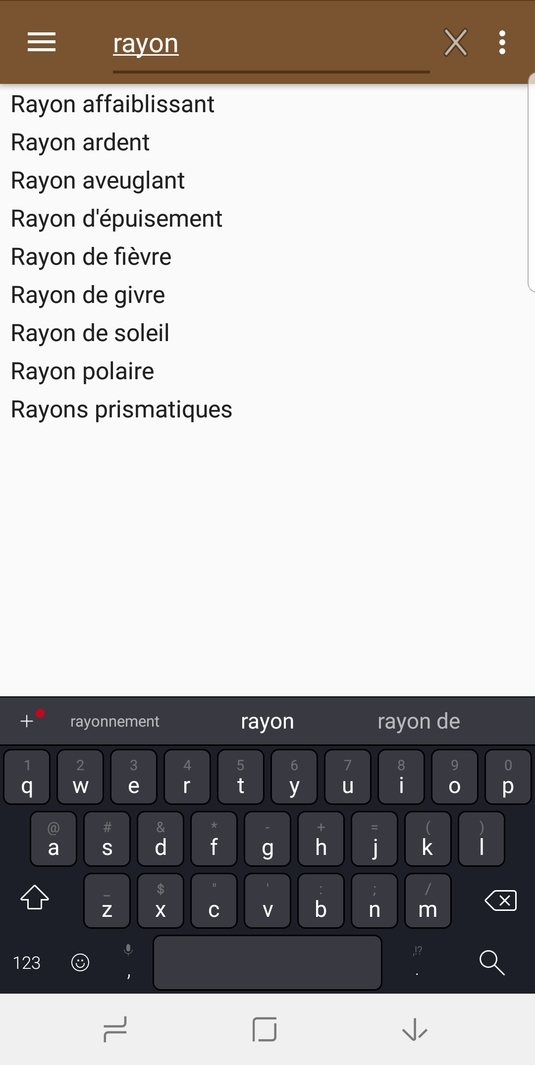 rayon
Rayon affaiblissant
Rayon ardent
Rayon aveuglant
Rayon d'épuisement
Rayon de fièvre
Rayon de givre
Rayon de soleil
Rayon polaire
Rayons prismatiques
+ rayonnement rayon rayon de
1 2 3 4 5 6 7 8 9 0
q w e r t y u i o p
@ # & * - + = ( )
a s d f g h j k l
_ $ " ' : ; /
z x c v b n m
,!?
123 , .